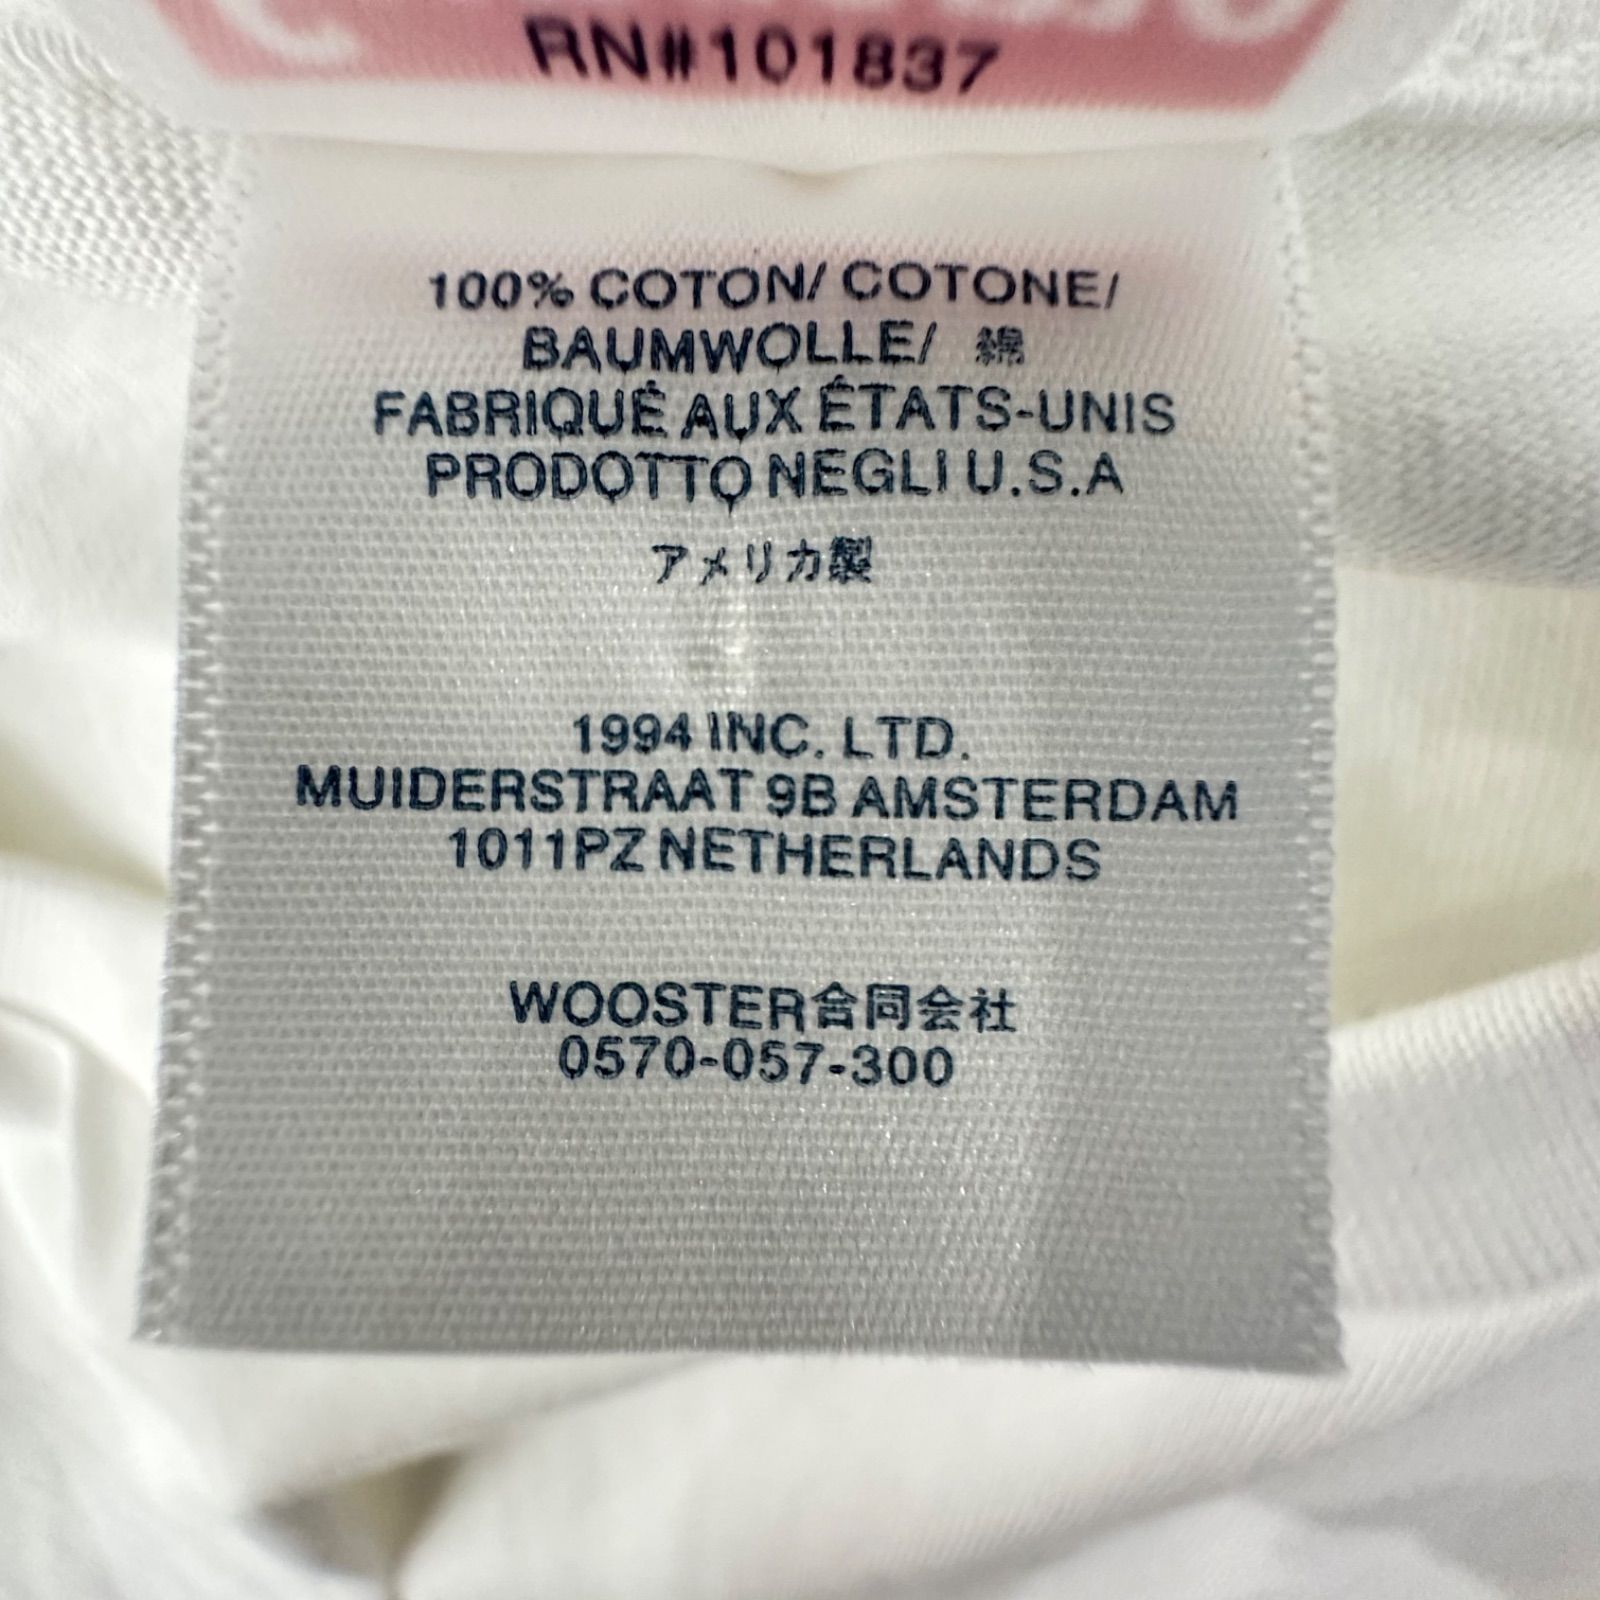 RN#101837
100% COTON/ COTONE/
BAUMWOLLE/ 綿
FABRIQUÉ AUX ÉTATS-UNIS
PRODOTTO NEGLI U.S.A
アメリカ製
1994 INC. LTD.
MUIDERSTRAAT 9B AMSTERDAM
1011PZ NETHERLANDS
WOOSTER合同会社
0570-057-300